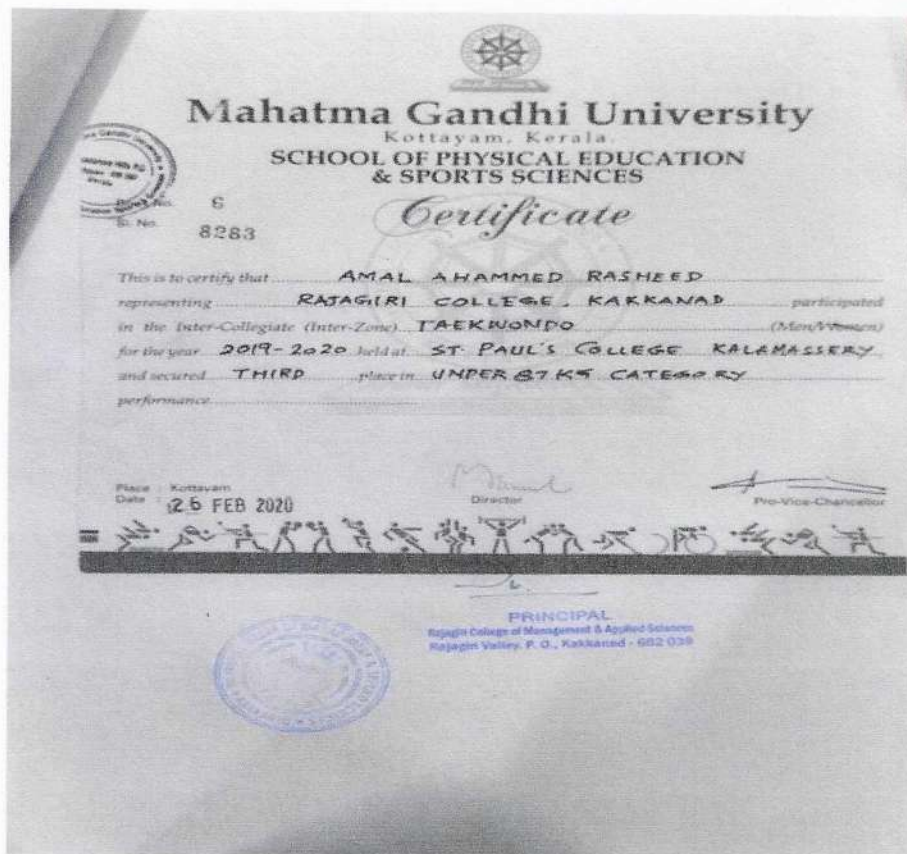 Mahatma Gandhi University
Kottayam, Kerala.
SCHOOL OF PHYSICAL EDUCATION
& SPORTS SCIENCES
No. 6
Sl. No. 8283
Certificate
This is to certify that AMAL AHAMMED RASHEED
representing RAJAGIRI COLLEGE, KAKKANAD participated
in the Inter-Collegiate (Inter-Zone) TAEKWONDO (Men/Women)
for the year 2019-2020 held at ST. PAUL'S COLLEGE KALAMASSERY
and secured THIRD place in UNDER 87 KG CATEGORY
performance
Place : Kottayam
Date : 26 FEB 2020
Director
Pro-Vice-Chancellor
PRINCIPAL
Rajagiri College of Management & Applied Sciences
Rajagiri Valley. P. O., Kakkanad - 682 039